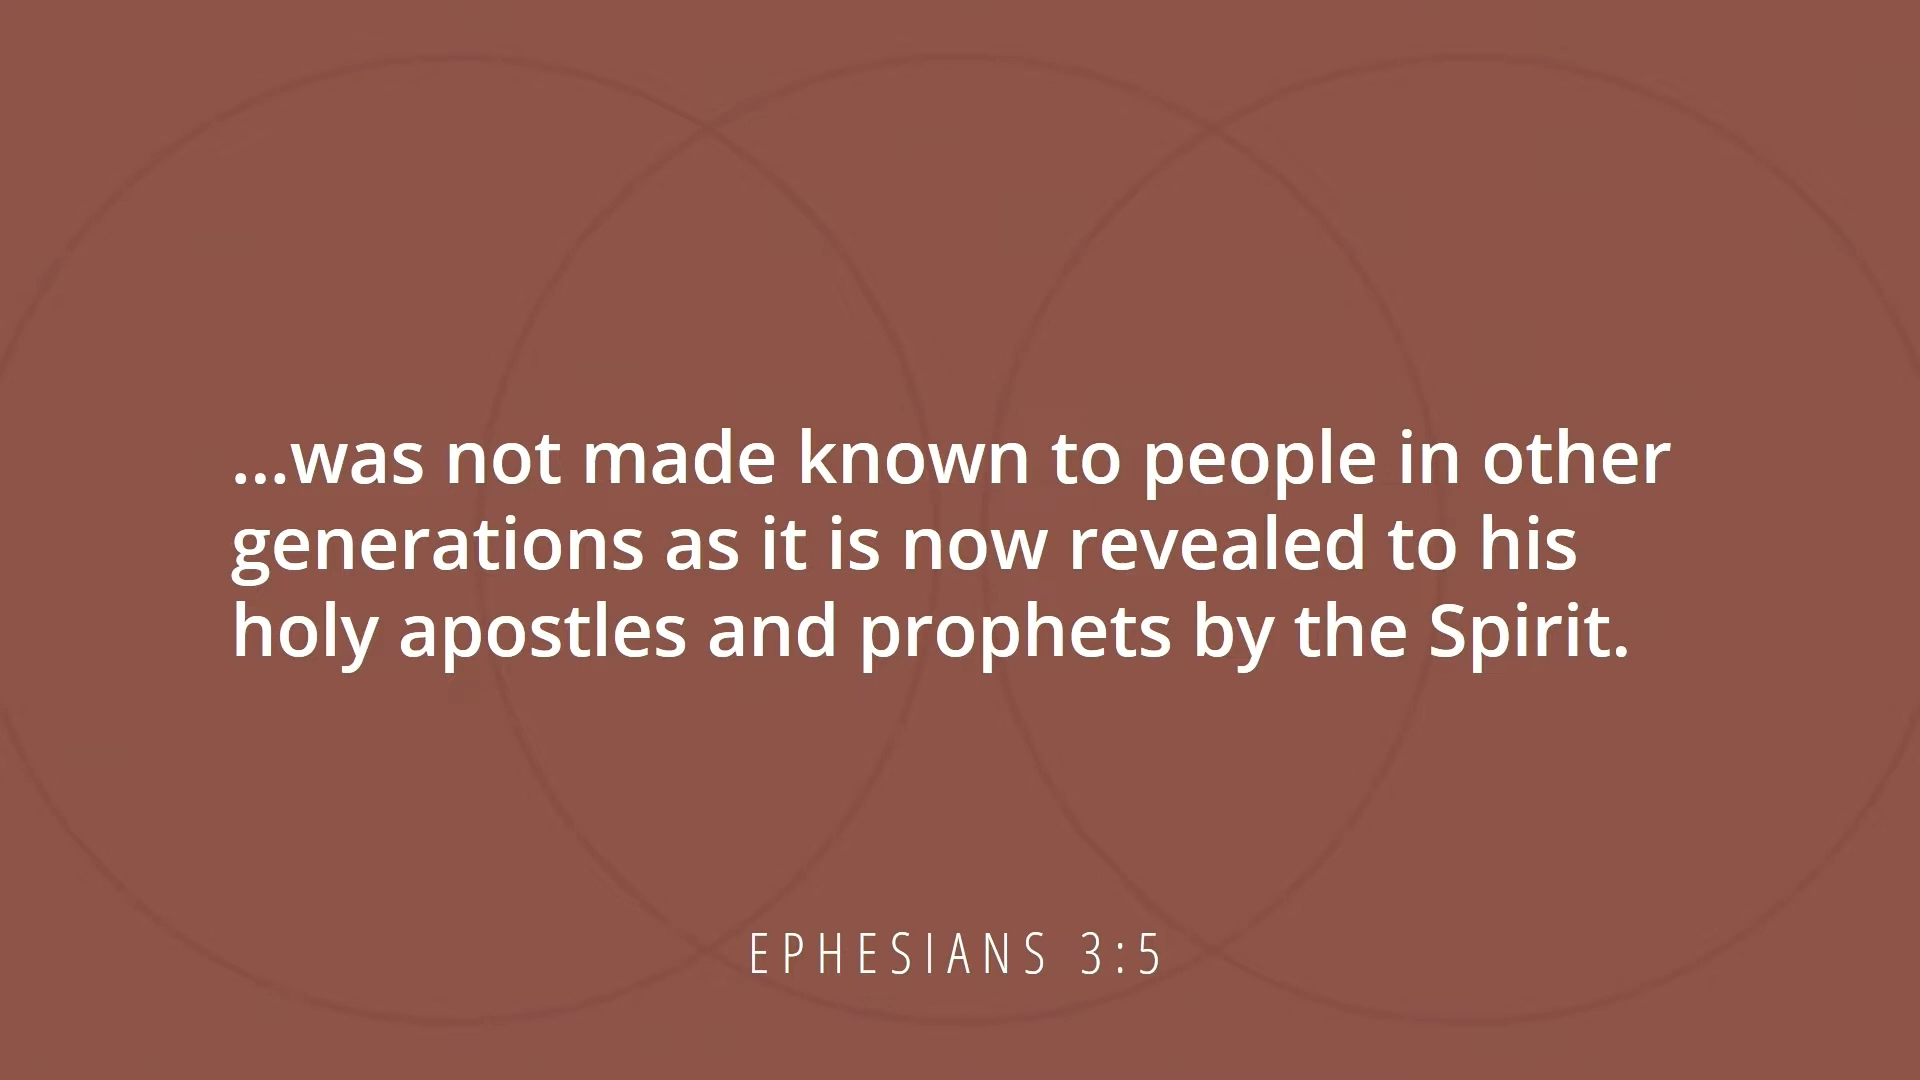 ...was not made known to people in other
generations as it is now revealed to his
holy apostles and prophets by the Spirit.
EPHESIANS 3:5